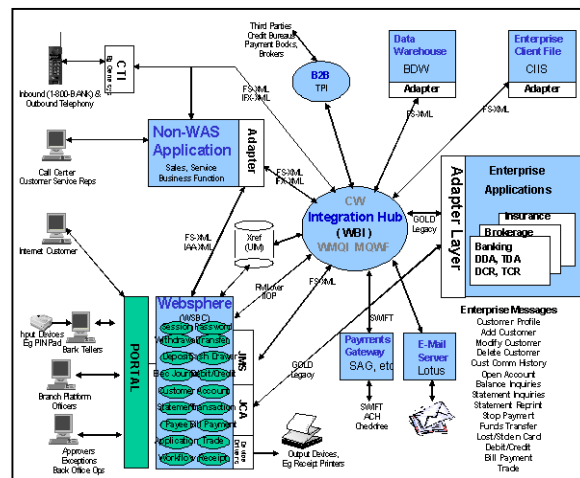 Third Parties
Credit Bureaus
Payment Books,
Brokers
Data
Warehouse
BDW
Adapter
Enterprise
Client File
CIIS
Adapter
B2B
TPI
CTI
Inbound (1-800-BANK) &
Outbound Telephony
FS-XML
IFX-XML
FS-XML
FS-XML
Non-WAS
Application
Sales, Service
Business Function
Adapter
Call Center
Customer Service Reps
FS-XML
IFX-XML
CW
Integration Hub
(WBI)
WMQI MQWF
GOLD
Legacy
Adapter Layer
Enterprise
Applications
Insurance
Brokerage
Banking
DDA, TDA
DCR, TCR
Internet Customer
FS-XML
IAA-XML
Xref
(UIM)
RMI over
IIOP
FS-XML
Websphere
(WSBC)
Session
Password
Withdrawal
Transfer
Deposit
Cash Drawer
Elec Journal
Debit/Credit
Customer
Account
Statement
Transaction
Payee
Bill Payment
Application
Trade
Workflow
Receipt
JMS
JCA
PORTAL
Input Devices
Eg PIN Pad
Bank Tellers
Branch Platform
Officers
Approvers
Exceptions
Back Office Ops
GOLD
Legacy
Output Devices,
Eg Receipt Printers
SWIFT
Payments
Gateway
SAG, etc
SWIFT
ACH
Checkfree
E-Mail
Server
Lotus
Enterprise Messages
Customer Profile
Add Customer
Modify Customer
Delete Customer
Cust Comm History
Open Account
Balance Inquiries
Statement Inquiries
Statement Reprint
Stop Payment
Funds Transfer
Lost/Stolen Card
Debit/Credit
Bill Payment
Trade